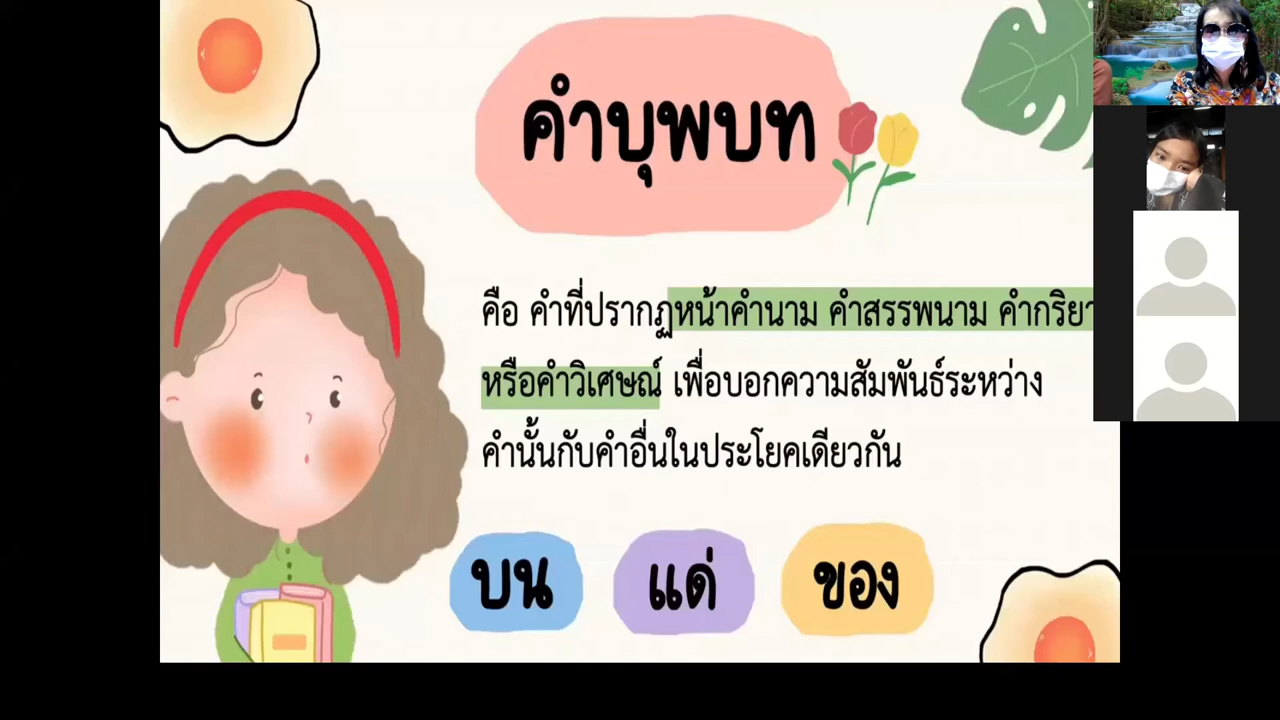 คำบุพบท
คือ คำที่ปรากฏหน้าคำนาม คำสรรพนาม คำกริยา
หรือคำวิเศษณ์ เพื่อบอกความสัมพันธ์ระหว่าง
คำนั้นกับคำอื่นในประโยคเดียวกัน
บน แด่ ของ